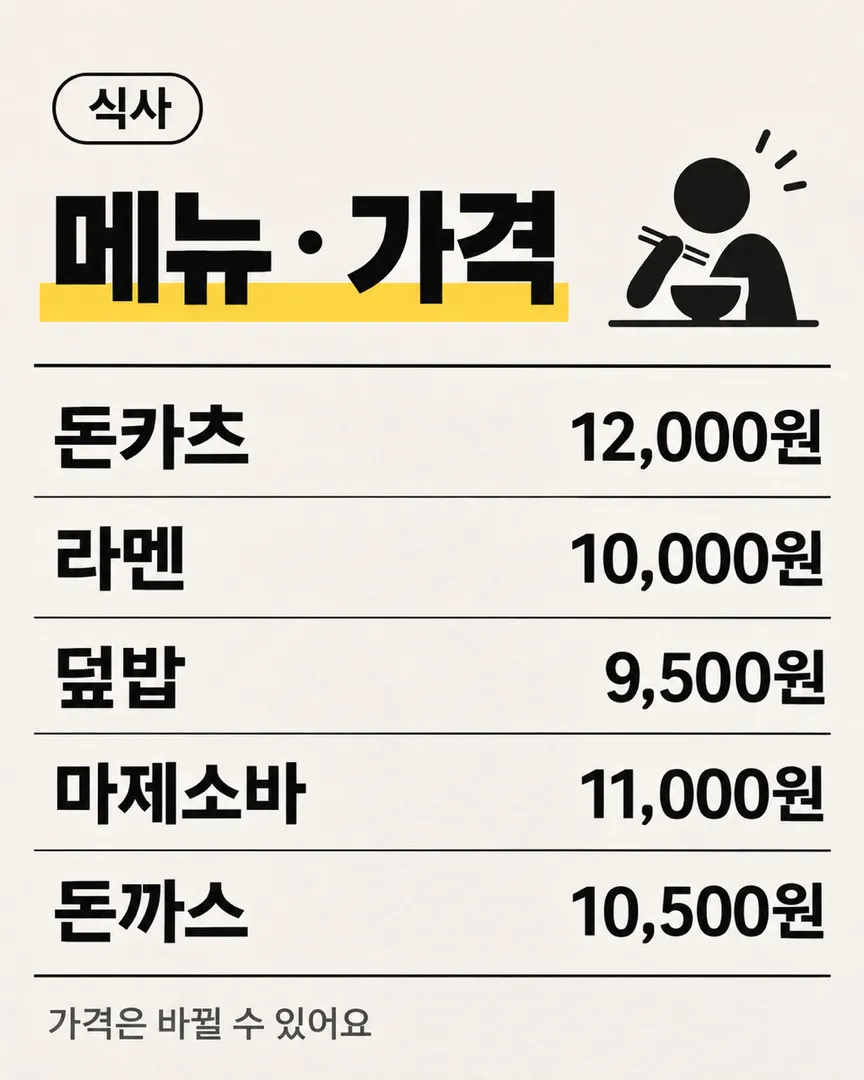 식사
메뉴·가격
돈카츠 12,000원
라멘 10,000원
덮밥 9,500원
마제소바 11,000원
돈까스 10,500원
가격은 바뀔 수 있어요